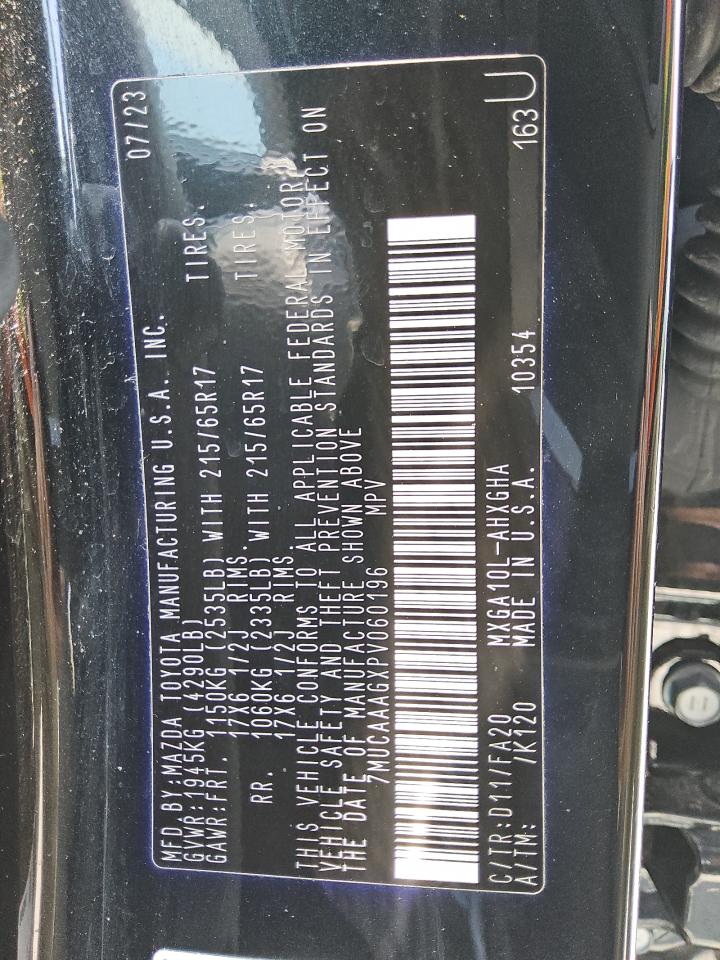 MFD.BY:MAZDA TOYOTA MANUFACTURING U.S.A. INC. 07/23
GVWR:1945KG (4290LB)
GAWR:FRT. 1150KG (2535LB) WITH 215/65R17 TIRES.
17X6 1/2J RIMS.
RR. 1060KG (2335LB) WITH 215/65R17 TIRES.
17X6 1/2J RIMS.
THIS VEHICLE CONFORMS TO ALL APPLICABLE FEDERAL MOTOR
VEHICLE SAFETY AND THEFT PREVENTION STANDARDS IN EFFECT ON
THE DATE OF MANUFACTURE SHOWN ABOVE
7MUCAAAGXPV060196 MPV
C/TR:D11/FA20 MXGA10L-AHXGHA 10354 163 U
A/TM: /K120 MADE IN U.S.A.